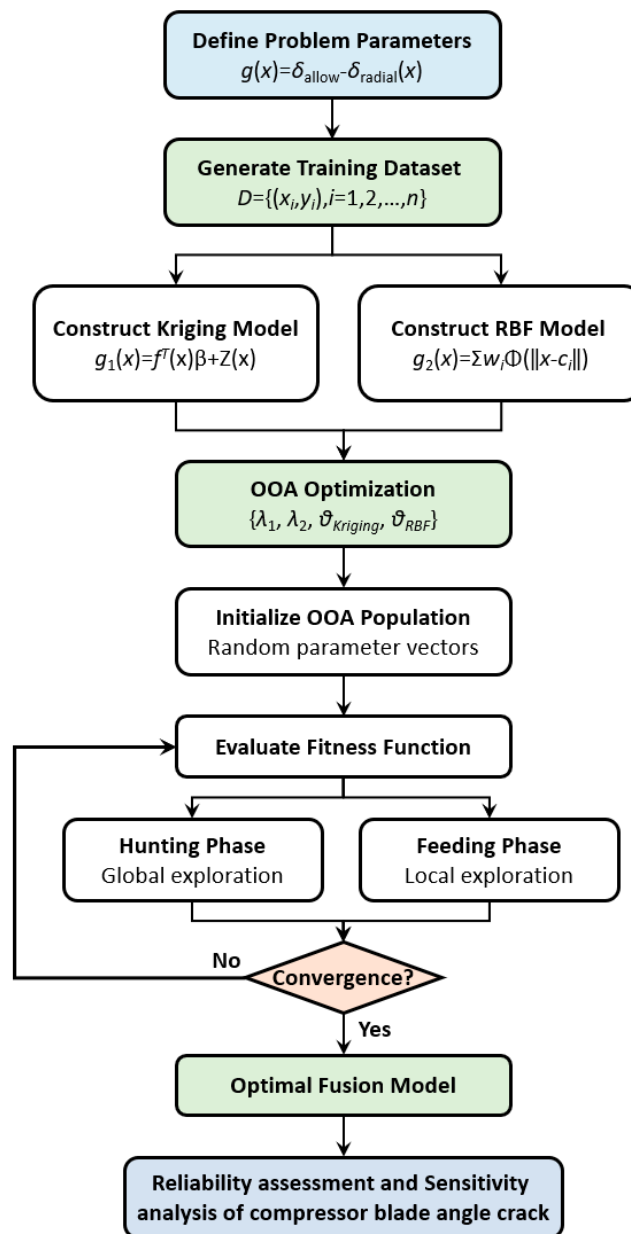 Define Problem Parameters
g(x)=δallow-δradial(x)
Generate Training Dataset
D={(xi,yi),i=1,2,...,n}
Construct Kriging Model
g1(x)=fT(x)β+Z(x)
Construct RBF Model
g2(x)=ΣwiΦ(‖x-ci‖)
OOA Optimization
{λ1, λ2, ϑKriging, ϑRBF}
Initialize OOA Population
Random parameter vectors
Evaluate Fitness Function
Hunting Phase
Global exploration
Feeding Phase
Local exploration
No
Convergence?
Yes
Optimal Fusion Model
Reliability assessment and Sensitivity
analysis of compressor blade angle crack